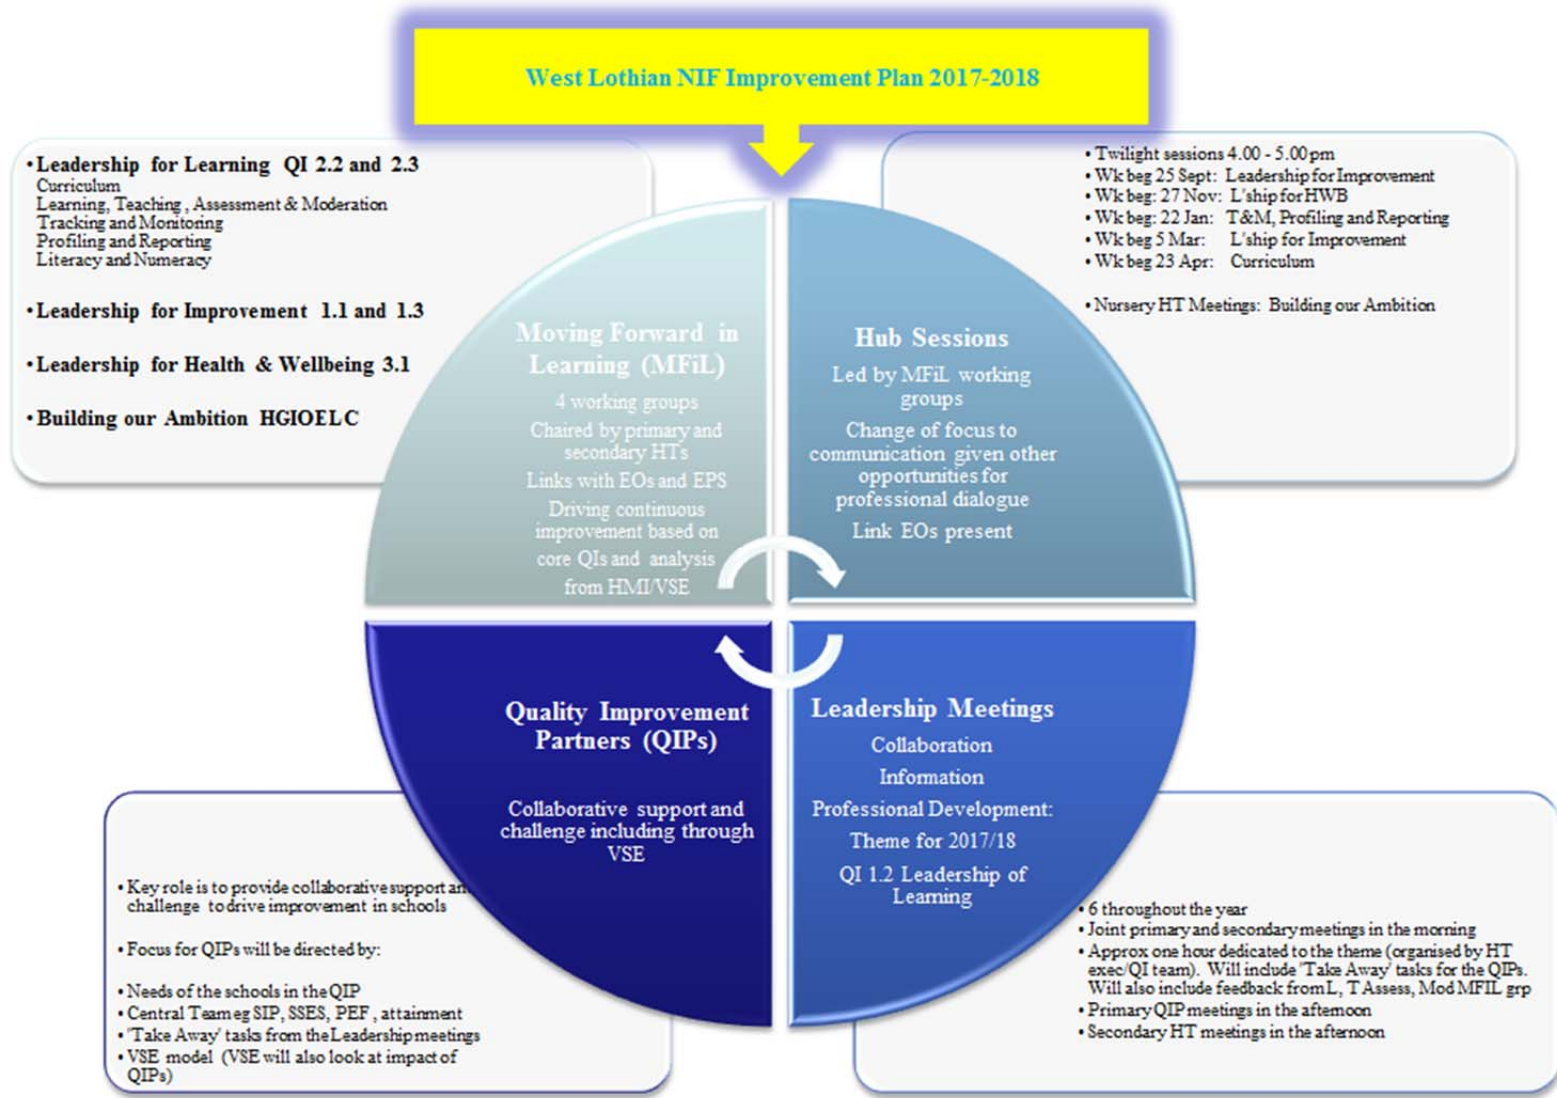 West Lothian NIF Improvement Plan 2017-2018
• Leadership for Learning QI 2.2 and 2.3
Curriculum
Learning, Teaching , Assessment & Moderation
Tracking and Monitoring
Profiling and Reporting
Literacy and Numeracy
• Leadership for Improvement 1.1 and 1.3
• Leadership for Health & Wellbeing 3.1
• Building our Ambition HGIOELC
• Twilight sessions 4.00 - 5.00 pm
• Wk beg 25 Sept: Leadership for Improvement
• Wk beg: 27 Nov: L'ship for HWB
• Wk beg: 22 Jan: T&M, Profiling and Reporting
• Wk beg 5 Mar: L'ship for Improvement
• Wk beg 23 Apr: Curriculum
• Nursery HT Meetings: Building our Ambition
Moving Forward in
Learning (MFiL)
4 working groups
Chaired by primary and
secondary HTs
Links with EOs and EPS
Driving continuous
improvement based on
core QIs and analysis
from HMI/VSE
Hub Sessions
Led by MFiL working
groups
Change of focus to
communication given other
opportunities for
professional dialogue
Link EOs present
Quality Improvement
Partners (QIPs)
Collaborative support and
challenge including through
VSE
Leadership Meetings
Collaboration
Information
Professional Development:
Theme for 2017/18
QI 1.2 Leadership of
Learning
• Key role is to provide collaborative support an
challenge to drive improvement in schools
• Focus for QIPs will be directed by:
• Needs of the schools in the QIP
• Central Team eg SIP, SSES, PEF , attainment
• 'Take Away' tasks from the Leadership meetings
• VSE model (VSE will also look at impact of
QIPs)
• 6 throughout the year
• Joint primary and secondary meetings in the morning
• Approx one hour dedicated to the theme (organised by HT
exec/QI team). Will include 'Take Away' tasks for the QIPs.
Will also include feedback from L, T Assess, Mod MFIL grp
• Primary QIP meetings in the afternoon
• Secondary HT meetings in the afternoon